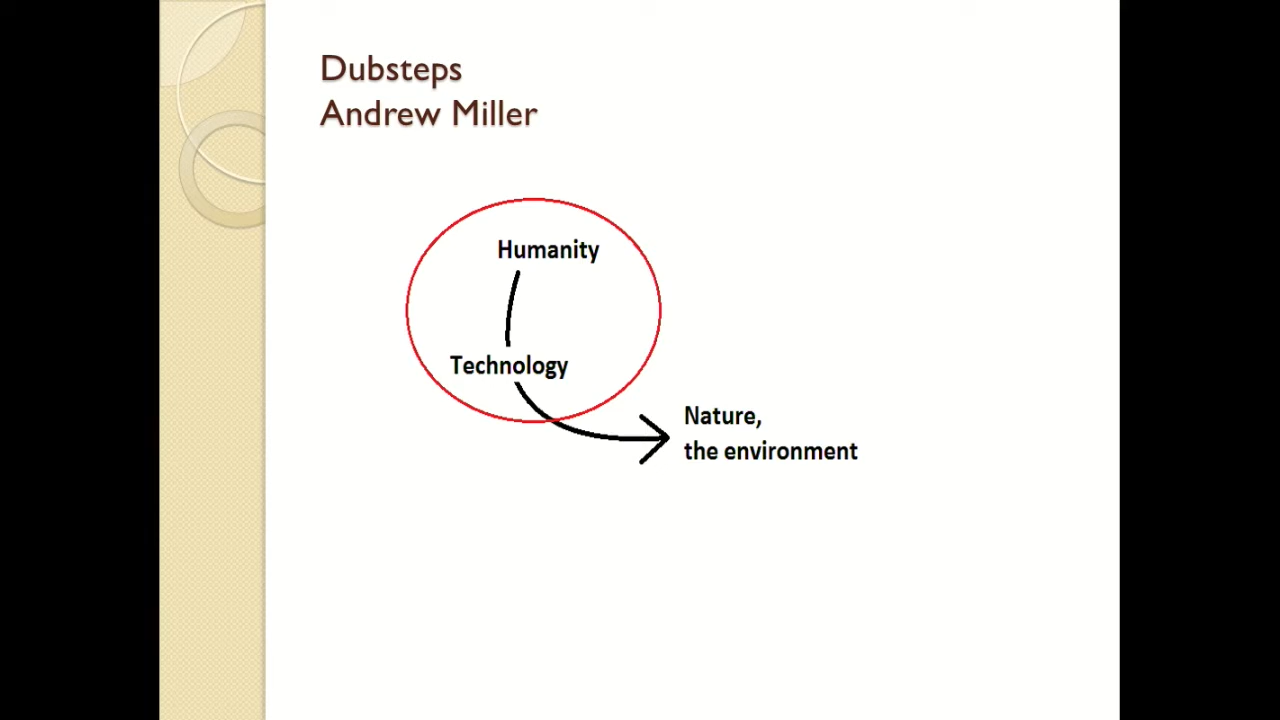 Dubsteps
Andrew Miller
Humanity
Technology
Nature,
the environment